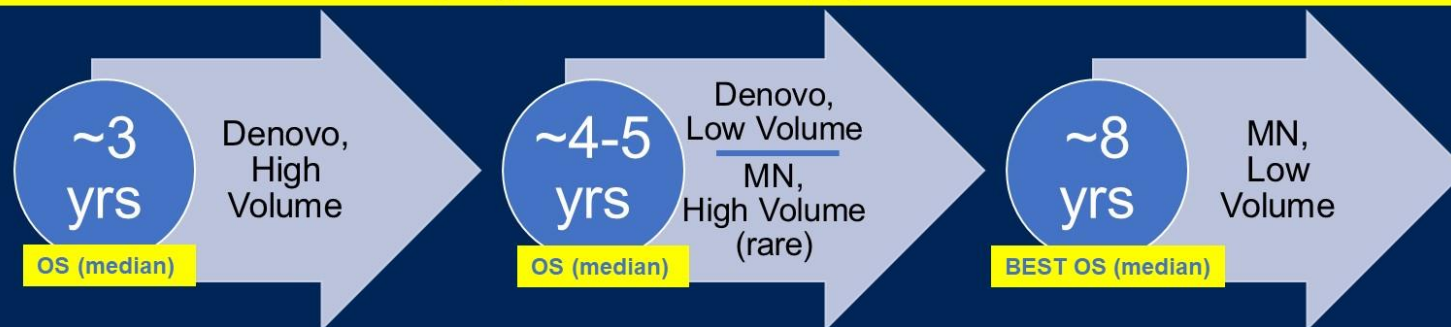 ~3
yrs
Denovo,
High
Volume
OS (median)
~4-5
yrs
Denovo,
Low Volume
MN,
High Volume
(rare)
OS (median)
~8
yrs
MN,
Low
Volume
BEST OS (median)